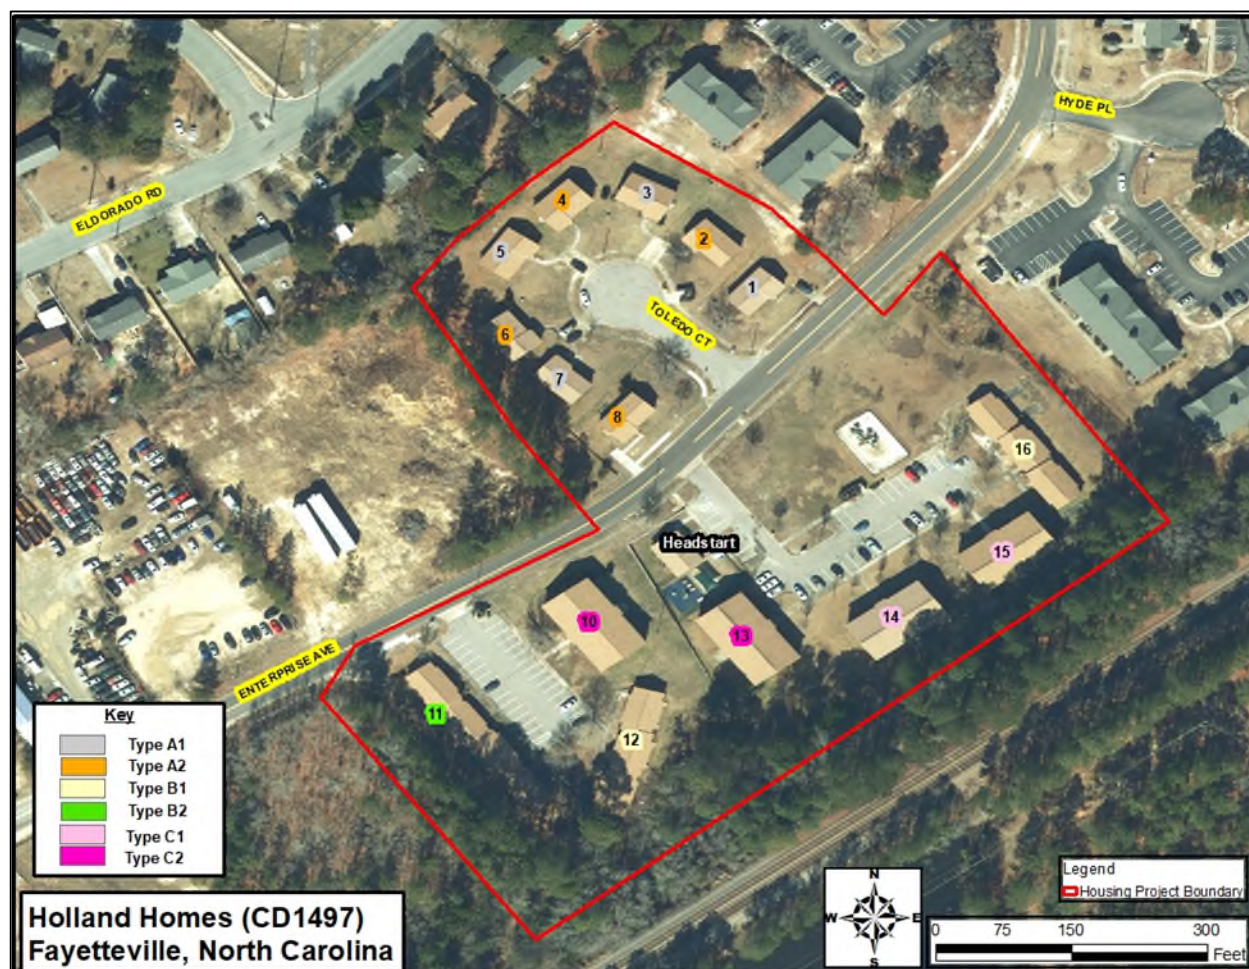 HYDE PL
ELDORADO RD
3
4
2
5
1
TOLEDO CT
6
7
8
16
Headstart
15
10
13
14
ENTERPRISE AVE
11
12
Key
Type A1
Type A2
Type B1
Type B2
Type C1
Type C2
Holland Homes (CD1497)
Fayetteville, North Carolina
N
W E
S
Legend
Housing Project Boundary
0 75 150 300
Feet